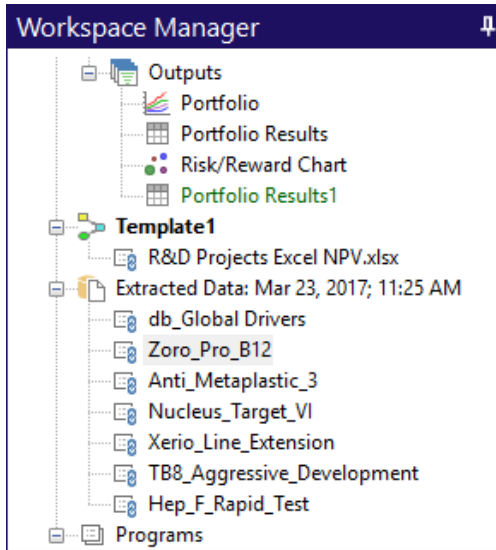 Workspace Manager
Outputs
Portfolio
Portfolio Results
Risk/Reward Chart
Portfolio Results1
Template1
R&D Projects Excel NPV.xlsx
Extracted Data: Mar 23, 2017; 11:25 AM
db_Global Drivers
Zoro_Pro_B12
Anti_Metaplastic_3
Nucleus_Target_VI
Xerio_Line_Extension
TB8_Aggressive_Development
Hep_F_Rapid_Test
Programs